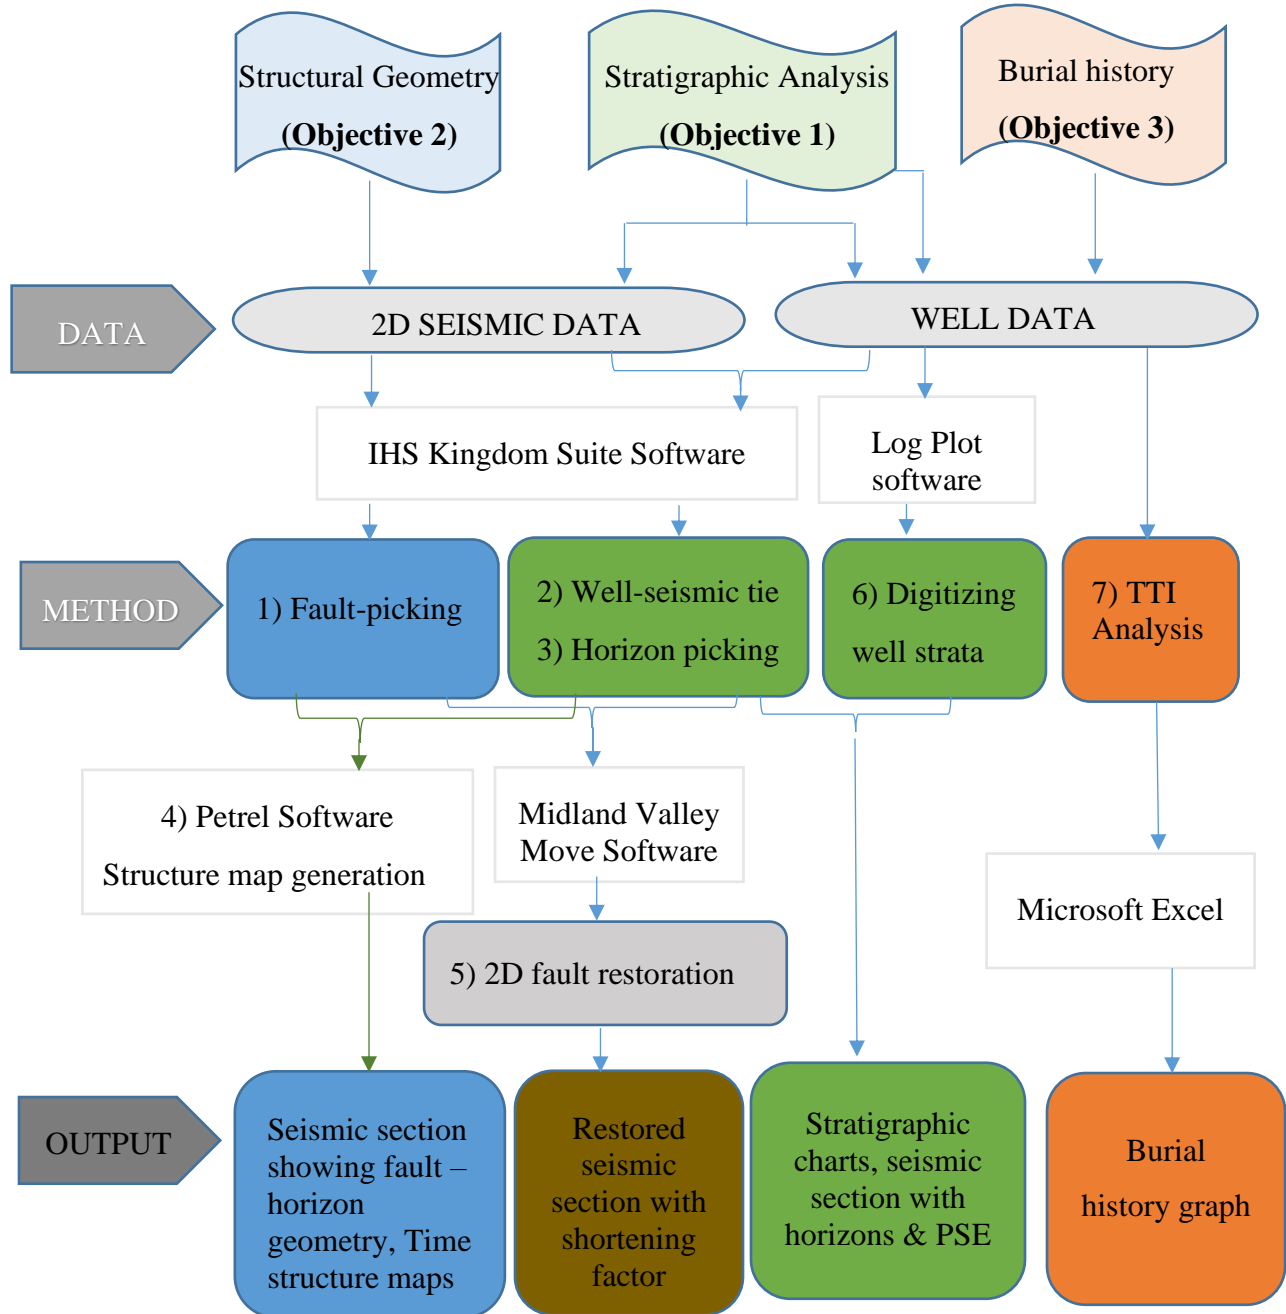 Structural Geometry
(Objective 2)
Stratigraphic Analysis
(Objective 1)
Burial history
(Objective 3)
DATA
2D SEISMIC DATA
WELL DATA
IHS Kingdom Suite Software
Log Plot
software
METHOD
1) Fault-picking
2) Well-seismic tie
3) Horizon picking
6) Digitizing
well strata
7) TTI
Analysis
4) Petrel Software
Structure map generation
Midland Valley
Move Software
Microsoft Excel
5) 2D fault restoration
OUTPUT
Seismic section
showing fault –
horizon
geometry, Time
structure maps
Restored
seismic
section with
shortening
factor
Stratigraphic
charts, seismic
section with
horizons & PSE
Burial
history graph